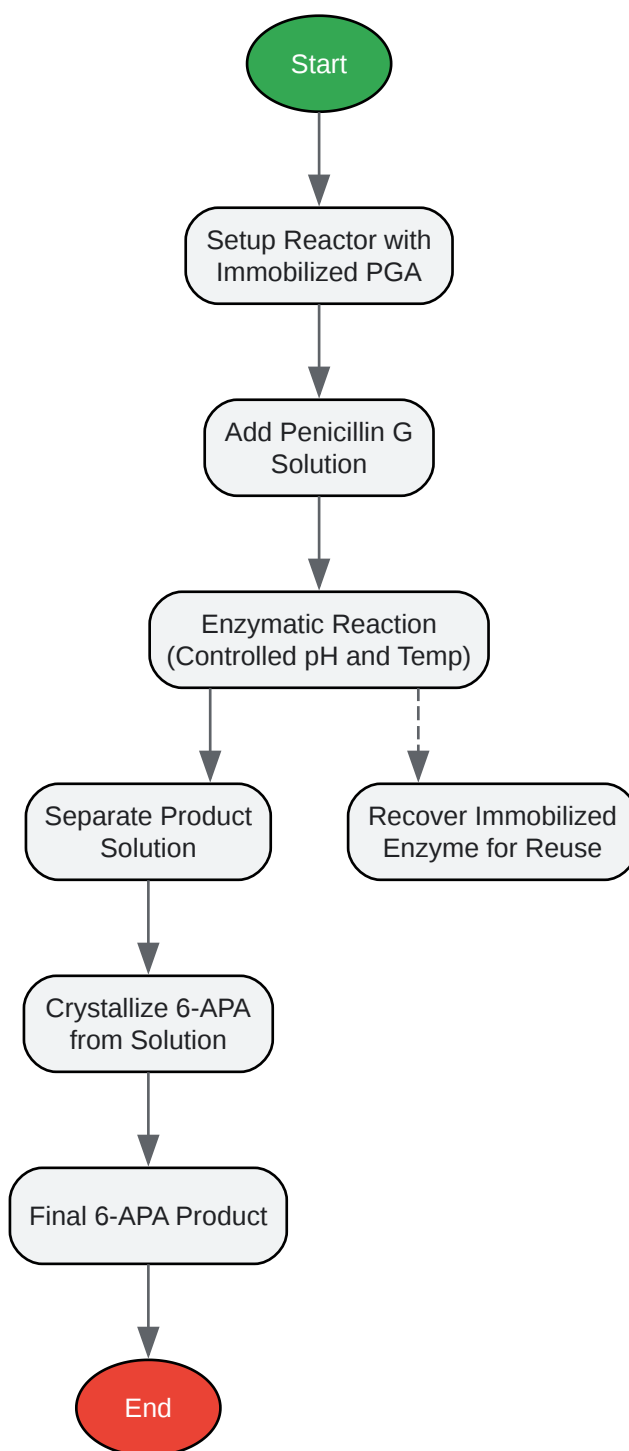 Start
Setup Reactor with
Immobilized PGA
Add Penicillin G
Solution
Enzymatic Reaction
(Controlled pH and Temp)
Separate Product
Solution
Recover Immobilized
Enzyme for Reuse
Crystallize 6-APA
from Solution
Final 6-APA Product
End